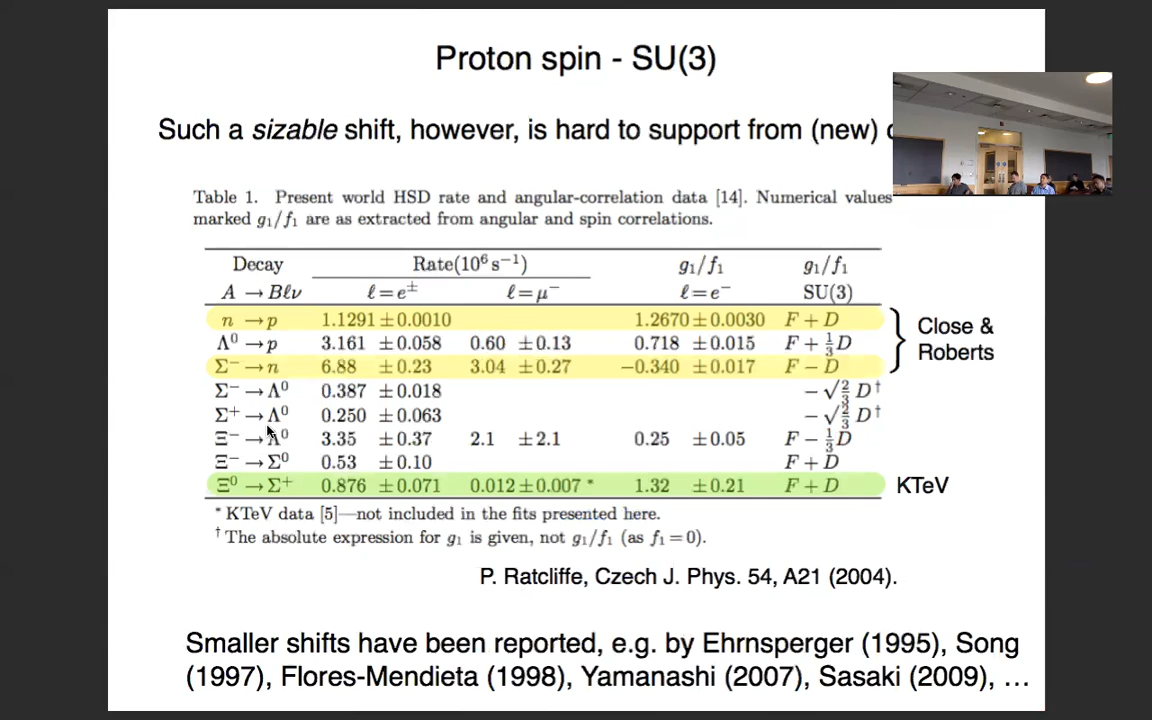 Proton spin - SU(3)
Such a sizable shift, however, is hard to support from (new)
Table 1. Present world HSD rate and angular-correlation data [14]. Numerical values
marked g₁/f₁ are as extracted from angular and spin correlations.
Decay Rate(10⁶ s⁻¹) g₁/f₁ g₁/f₁
A → Bℓν ℓ=e± ℓ=μ⁻ ℓ=e⁻ SU(3)
n → p 1.1291 ± 0.0010 1.2670 ± 0.0030 F + D
Λ⁰ → p 3.161 ± 0.058 0.60 ± 0.13 0.718 ± 0.015 F + ⅓D
Close &
Roberts
Σ⁻ → n 6.88 ± 0.23 3.04 ± 0.27 −0.340 ± 0.017 F − D
Σ⁻ → Λ⁰ 0.387 ± 0.018 −√⅔ D†
Σ⁺ → Λ⁰ 0.250 ± 0.063 −√⅔ D†
Ξ⁻ → Λ⁰ 3.35 ± 0.37 2.1 ± 2.1 0.25 ± 0.05 F − ⅓D
Ξ⁻ → Σ⁰ 0.53 ± 0.10 F + D
Ξ⁰ → Σ⁺ 0.876 ± 0.071 0.012 ± 0.007 * 1.32 ± 0.21 F + D KTeV
* KTeV data [5]—not included in the fits presented here.
† The absolute expression for g₁ is given, not g₁/f₁ (as f₁ = 0).
P. Ratcliffe, Czech J. Phys. 54, A21 (2004).
Smaller shifts have been reported, e.g. by Ehrnsperger (1995), Song
(1997), Flores-Mendieta (1998), Yamanashi (2007), Sasaki (2009), …